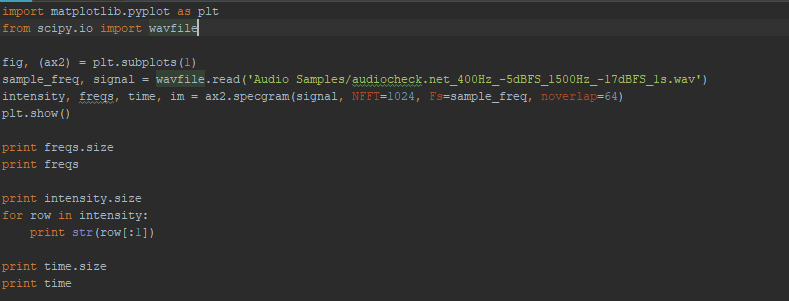 import matplotlib.pyplot as plt
from scipy.io import wavfile
fig, (ax2) = plt.subplots(1)
sample_freq, signal = wavfile.read('Audio Samples/audiocheck.net_400Hz_-5dBFS_1500Hz_-17dBFS_1s.wav')
intensity, freqs, time, im = ax2.specgram(signal, NFFT=1024, Fs=sample_freq, noverlap=64)
plt.show()
print freqs.size
print freqs
print intensity.size
for row in intensity:
    print str(row[:1])
print time.size
print time